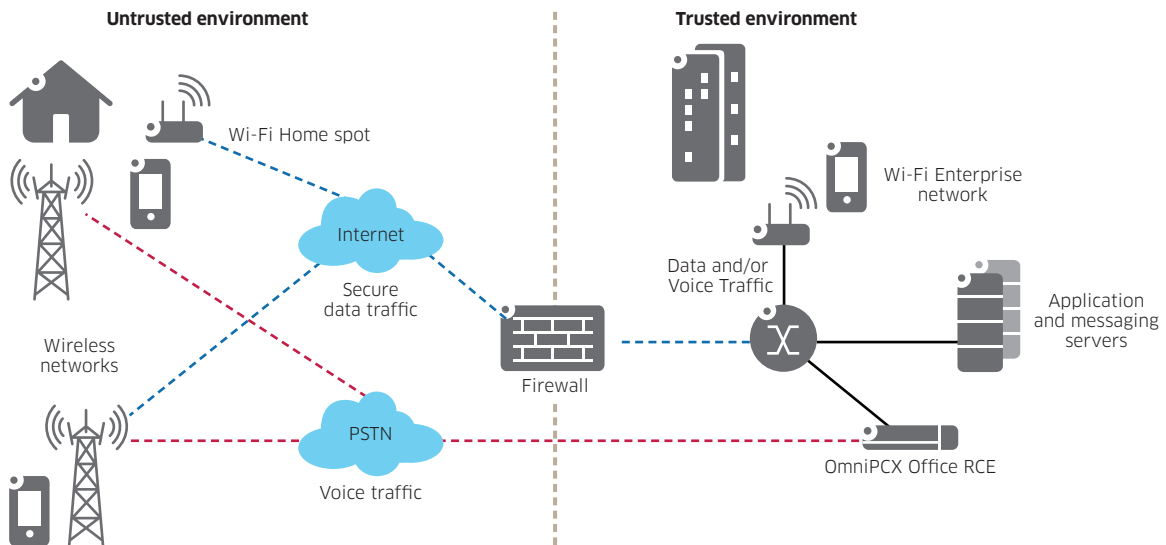 Untrusted environment
Trusted environment
Wi-Fi Home spot
Wi-Fi Enterprise
network
Internet
Secure
data traffic
Data and/or
Voice Traffic
Application
and messaging
servers
Wireless
networks
Firewall
PSTN
Voice traffic
OmniPCX Office RCE